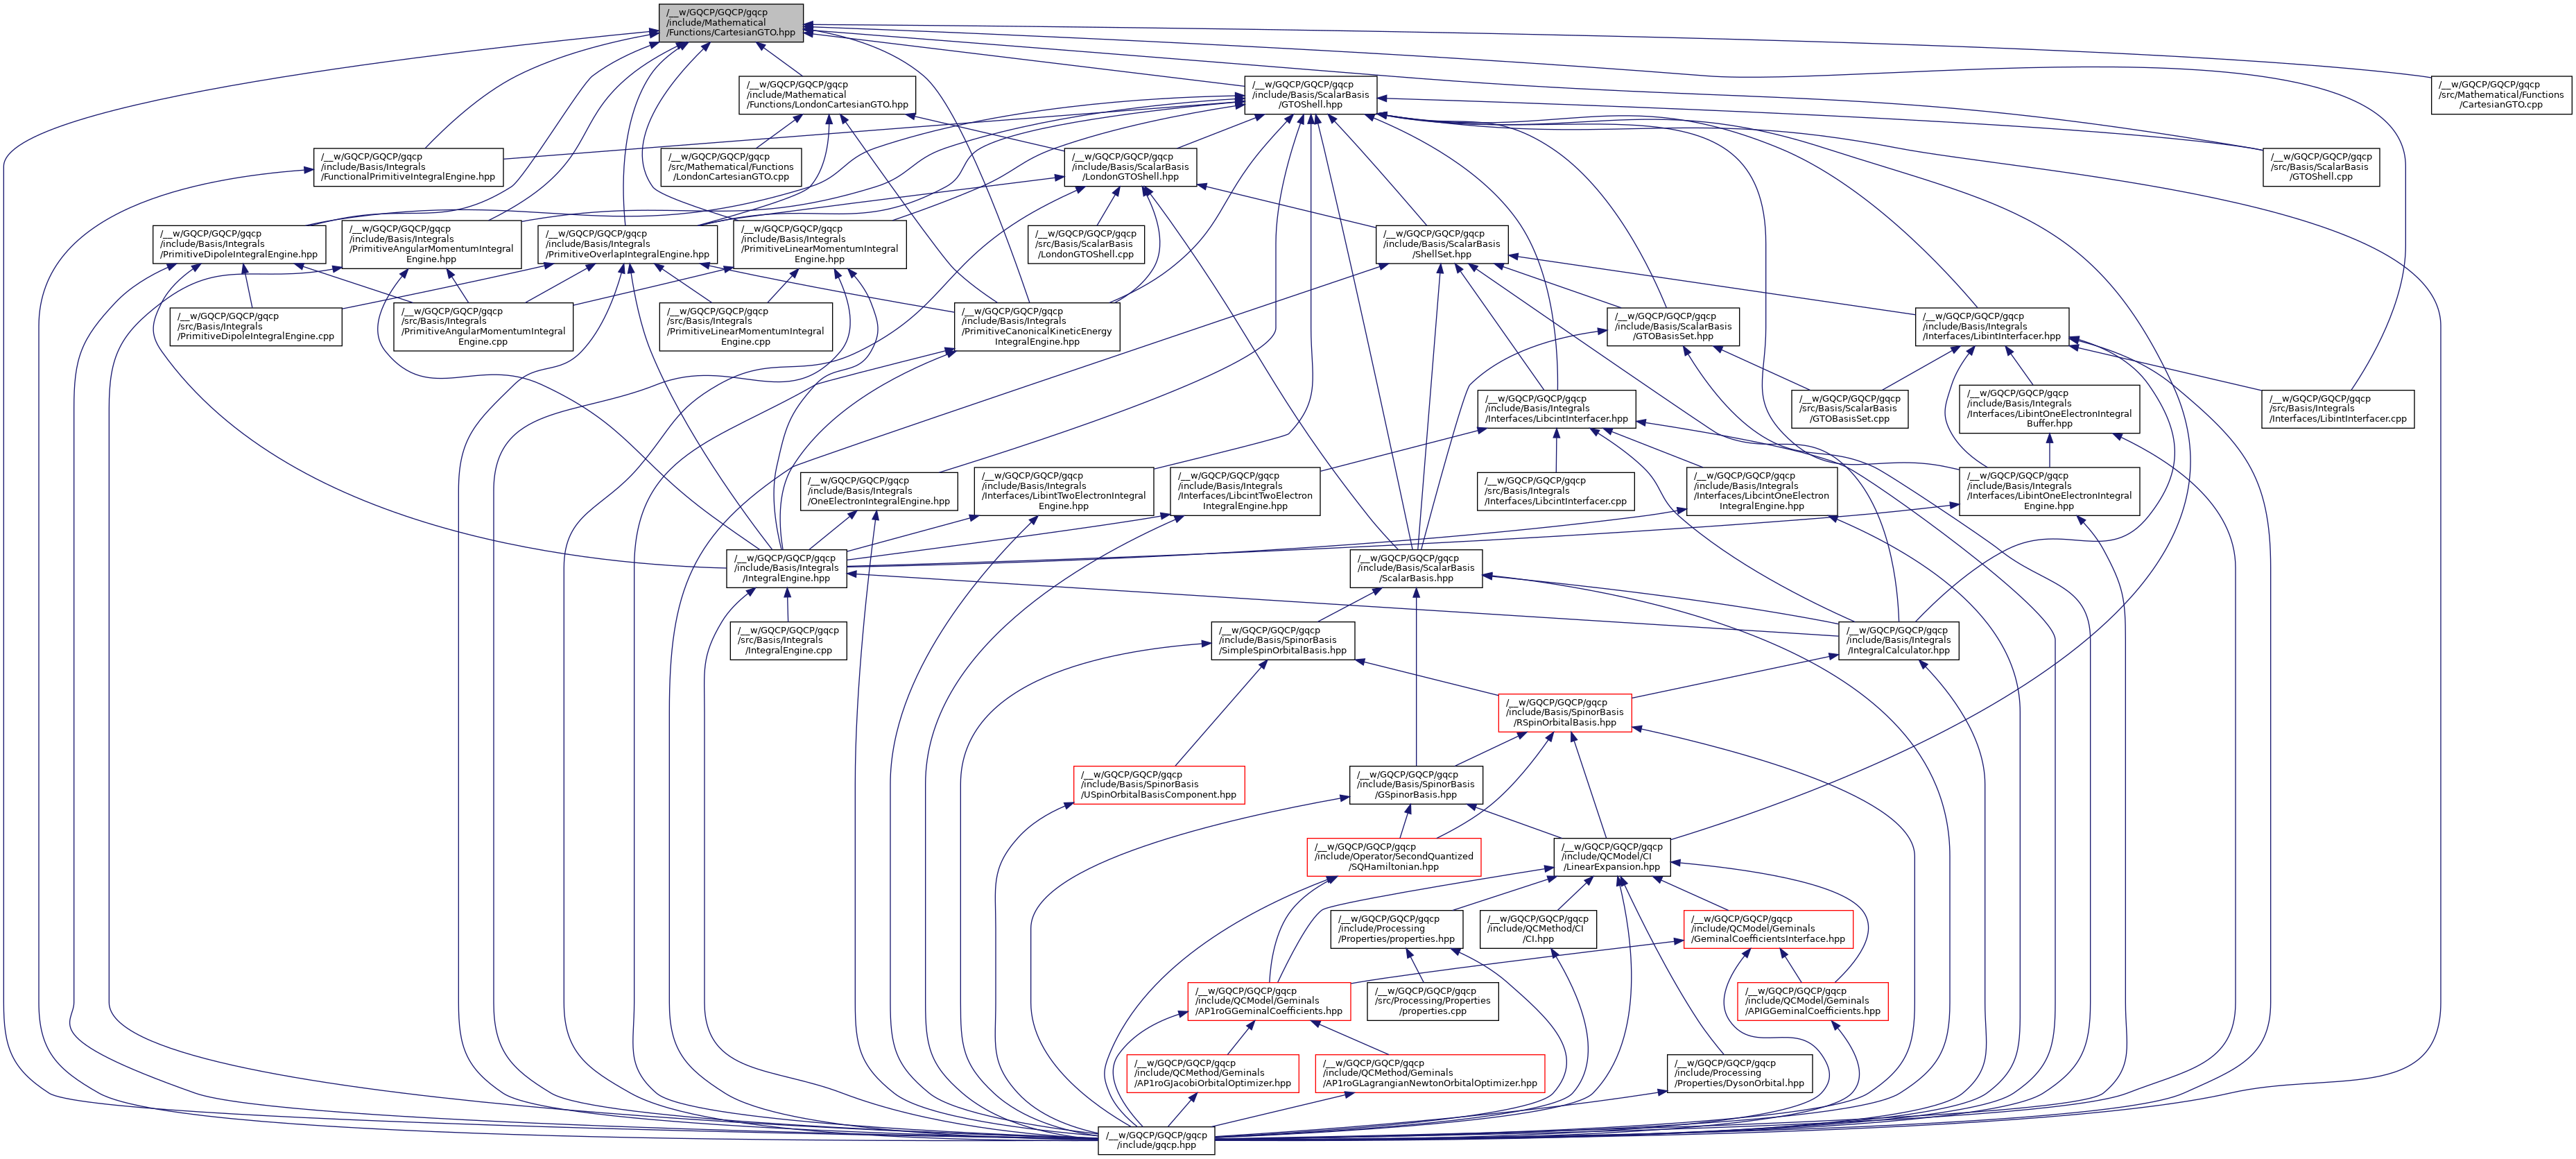 /__w/GQCP/GQCP/gqcp
/include/Mathematical
/Functions/CartesianGTO.hpp
/__w/GQCP/GQCP/gqcp
/include/Mathematical
/Functions/LondonCartesianGTO.hpp
/__w/GQCP/GQCP/gqcp
/include/Basis/ScalarBasis
/GTOShell.hpp
/__w/GQCP/GQCP/gqcp
/src/Mathematical/Functions
/CartesianGTO.cpp
/__w/GQCP/GQCP/gqcp
/include/Basis/Integrals
/FunctionalPrimitiveIntegralEngine.hpp
/__w/GQCP/GQCP/gqcp
/src/Mathematical/Functions
/LondonCartesianGTO.cpp
/__w/GQCP/GQCP/gqcp
/include/Basis/ScalarBasis
/LondonGTOShell.hpp
/__w/GQCP/GQCP/gqcp
/src/Basis/ScalarBasis
/GTOShell.cpp
/__w/GQCP/GQCP/gqcp
/include/Basis/Integrals
/PrimitiveDipoleIntegralEngine.hpp
/__w/GQCP/GQCP/gqcp
/include/Basis/Integrals
/PrimitiveAngularMomentumIntegral
Engine.hpp
/__w/GQCP/GQCP/gqcp
/include/Basis/Integrals
/PrimitiveOverlapIntegralEngine.hpp
/__w/GQCP/GQCP/gqcp
/include/Basis/Integrals
/PrimitiveLinearMomentumIntegral
Engine.hpp
/__w/GQCP/GQCP/gqcp
/src/Basis/ScalarBasis
/LondonGTOShell.cpp
/__w/GQCP/GQCP/gqcp
/include/Basis/ScalarBasis
/ShellSet.hpp
/__w/GQCP/GQCP/gqcp
/src/Basis/Integrals
/PrimitiveDipoleIntegralEngine.cpp
/__w/GQCP/GQCP/gqcp
/src/Basis/Integrals
/PrimitiveAngularMomentumIntegral
Engine.cpp
/__w/GQCP/GQCP/gqcp
/src/Basis/Integrals
/PrimitiveLinearMomentumIntegral
Engine.cpp
/__w/GQCP/GQCP/gqcp
/include/Basis/Integrals
/PrimitiveCanonicalKineticEnergy
IntegralEngine.hpp
/__w/GQCP/GQCP/gqcp
/include/Basis/ScalarBasis
/GTOBasisSet.hpp
/__w/GQCP/GQCP/gqcp
/include/Basis/Integrals
/Interfaces/LibintInterfacer.hpp
/__w/GQCP/GQCP/gqcp
/include/Basis/Integrals
/Interfaces/LibcintInterfacer.hpp
/__w/GQCP/GQCP/gqcp
/src/Basis/ScalarBasis
/GTOBasisSet.cpp
/__w/GQCP/GQCP/gqcp
/include/Basis/Integrals
/Interfaces/LibintOneElectronIntegral
Buffer.hpp
/__w/GQCP/GQCP/gqcp
/src/Basis/Integrals
/Interfaces/LibintInterfacer.cpp
/__w/GQCP/GQCP/gqcp
/include/Basis/Integrals
/OneElectronIntegralEngine.hpp
/__w/GQCP/GQCP/gqcp
/include/Basis/Integrals
/Interfaces/LibintTwoElectronIntegral
Engine.hpp
/__w/GQCP/GQCP/gqcp
/include/Basis/Integrals
/Interfaces/LibcintTwoElectron
IntegralEngine.hpp
/__w/GQCP/GQCP/gqcp
/src/Basis/Integrals
/Interfaces/LibcintInterfacer.cpp
/__w/GQCP/GQCP/gqcp
/include/Basis/Integrals
/Interfaces/LibcintOneElectron
IntegralEngine.hpp
/__w/GQCP/GQCP/gqcp
/include/Basis/Integrals
/Interfaces/LibintOneElectronIntegral
Engine.hpp
/__w/GQCP/GQCP/gqcp
/include/Basis/Integrals
/IntegralEngine.hpp
/__w/GQCP/GQCP/gqcp
/include/Basis/ScalarBasis
/ScalarBasis.hpp
/__w/GQCP/GQCP/gqcp
/src/Basis/Integrals
/IntegralEngine.cpp
/__w/GQCP/GQCP/gqcp
/include/Basis/SpinorBasis
/SimpleSpinOrbitalBasis.hpp
/__w/GQCP/GQCP/gqcp
/include/Basis/Integrals
/IntegralCalculator.hpp
/__w/GQCP/GQCP/gqcp
/include/Basis/SpinorBasis
/RSpinOrbitalBasis.hpp
/__w/GQCP/GQCP/gqcp
/include/Basis/SpinorBasis
/USpinOrbitalBasisComponent.hpp
/__w/GQCP/GQCP/gqcp
/include/Basis/SpinorBasis
/GSpinorBasis.hpp
/__w/GQCP/GQCP/gqcp
/include/Operator/SecondQuantized
/SQHamiltonian.hpp
/__w/GQCP/GQCP/gqcp
/include/QCModel/CI
/LinearExpansion.hpp
/__w/GQCP/GQCP/gqcp
/include/Processing
/Properties/properties.hpp
/__w/GQCP/GQCP/gqcp
/include/QCMethod/CI
/CI.hpp
/__w/GQCP/GQCP/gqcp
/include/QCModel/Geminals
/GeminalCoefficientsInterface.hpp
/__w/GQCP/GQCP/gqcp
/include/QCModel/Geminals
/AP1roGGeminalCoefficients.hpp
/__w/GQCP/GQCP/gqcp
/src/Processing/Properties
/properties.cpp
/__w/GQCP/GQCP/gqcp
/include/QCModel/Geminals
/APIGGeminalCoefficients.hpp
/__w/GQCP/GQCP/gqcp
/include/QCMethod/Geminals
/AP1roGJacobiOrbitalOptimizer.hpp
/__w/GQCP/GQCP/gqcp
/include/QCMethod/Geminals
/AP1roGLagrangianNewtonOrbitalOptimizer.hpp
/__w/GQCP/GQCP/gqcp
/include/Processing
/Properties/DysonOrbital.hpp
/__w/GQCP/GQCP/gqcp
/include/gqcp.hpp